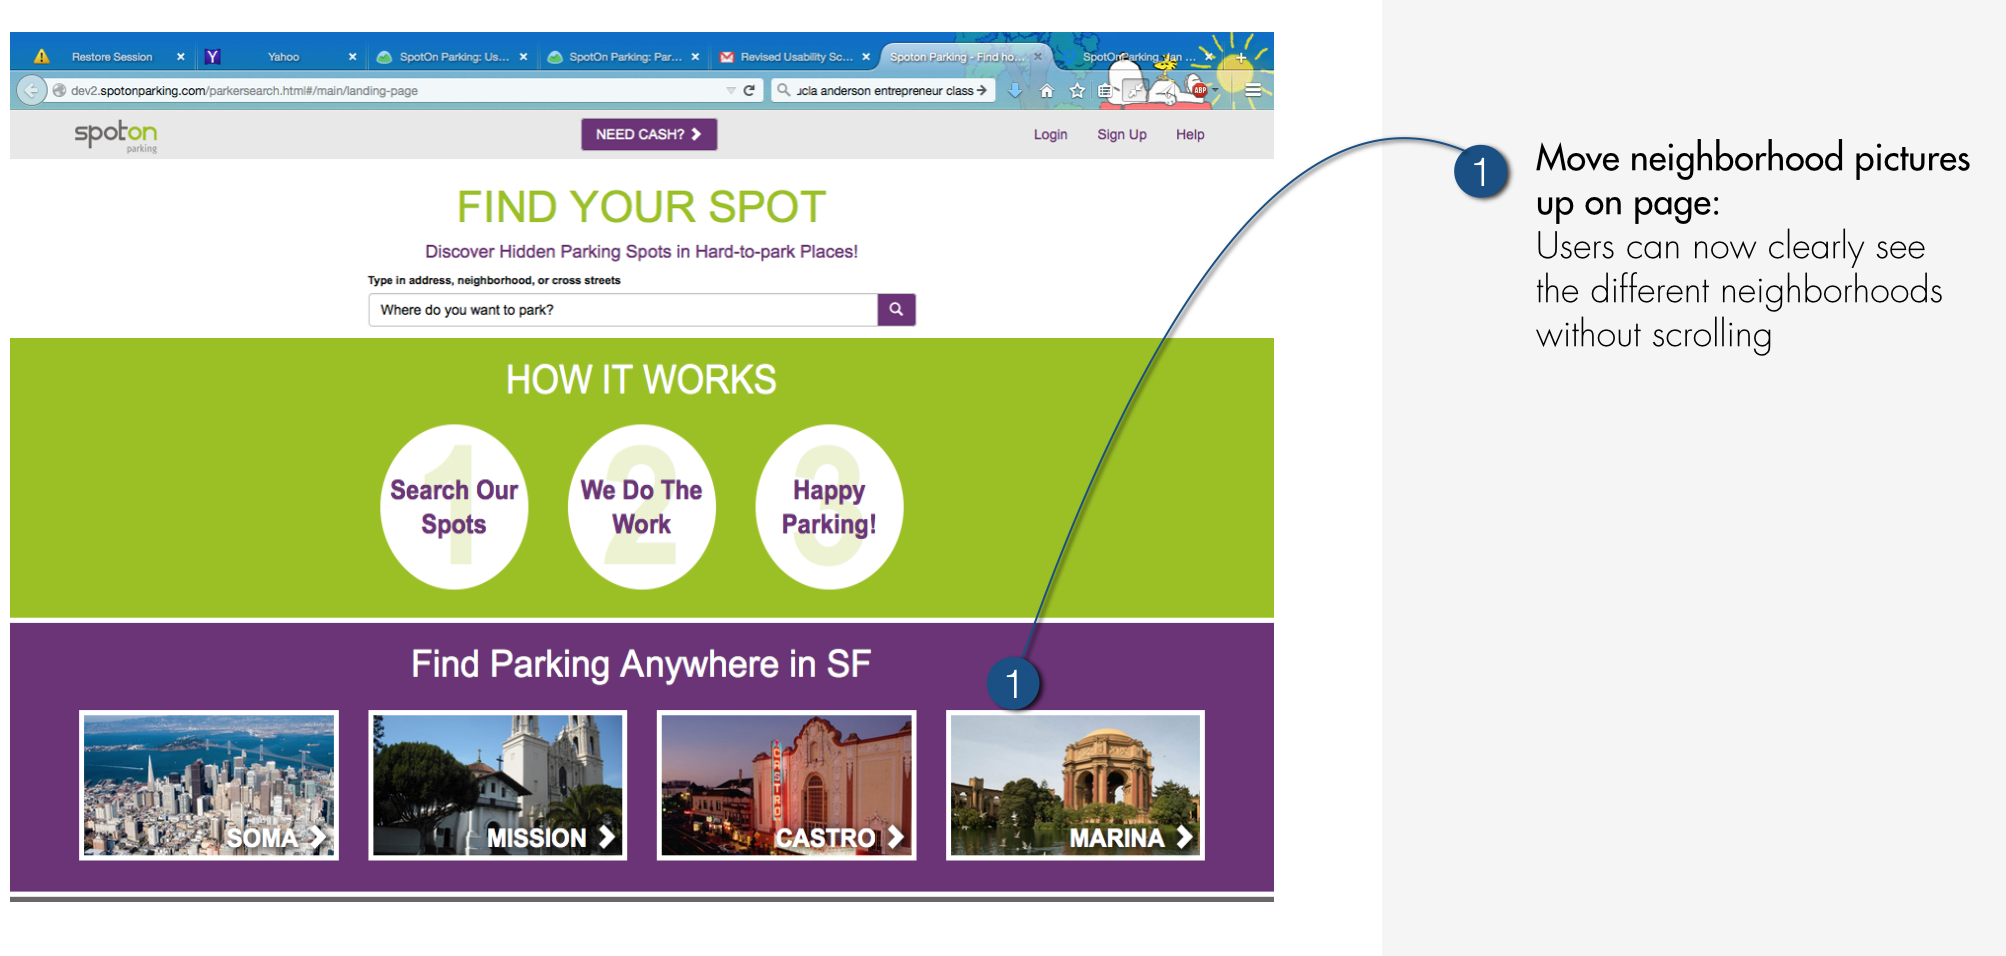 Restore Session
Yahoo
SpotOn Parking: Us...
SpotOn Parking: Par...
Revised Usability Sc...
Spoton Parking - Find ho...
SpotOn Parking
dev2.spotonparking.com/parkersearch.html#/main/landing-page
ucla anderson entrepreneur class
ABP
spoton
parking
NEED CASH?
Login
Sign Up
Help
FIND YOUR SPOT
Discover Hidden Parking Spots in Hard-to-park Places!
Type in address, neighborhood, or cross streets
Where do you want to park?
HOW IT WORKS
1
Search Our
Spots
2
We Do The
Work
3
Happy
Parking!
Find Parking Anywhere in SF
1
SOMA
MISSION
CASTRO
CASTRO
MARINA
1
Move neighborhood pictures
up on page:
Users can now clearly see
the different neighborhoods
without scrolling